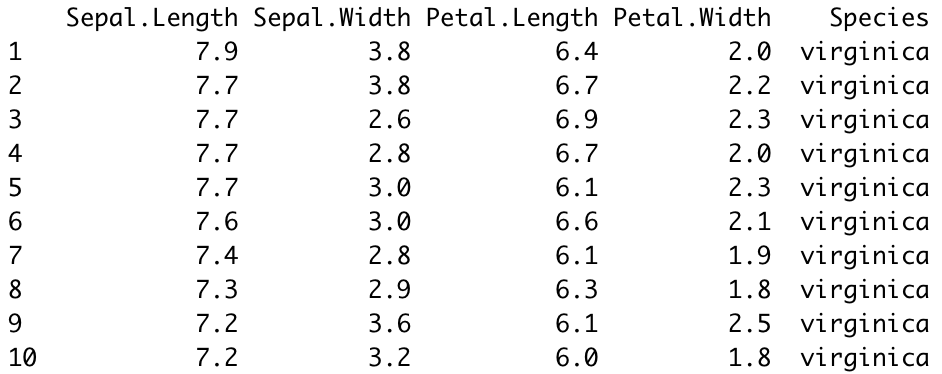 Sepal.Length Sepal.Width Petal.Length Petal.Width Species
1 7.9 3.8 6.4 2.0 virginica
2 7.7 3.8 6.7 2.2 virginica
3 7.7 2.6 6.9 2.3 virginica
4 7.7 2.8 6.7 2.0 virginica
5 7.7 3.0 6.1 2.3 virginica
6 7.6 3.0 6.6 2.1 virginica
7 7.4 2.8 6.1 1.9 virginica
8 7.3 2.9 6.3 1.8 virginica
9 7.2 3.6 6.1 2.5 virginica
10 7.2 3.2 6.0 1.8 virginica